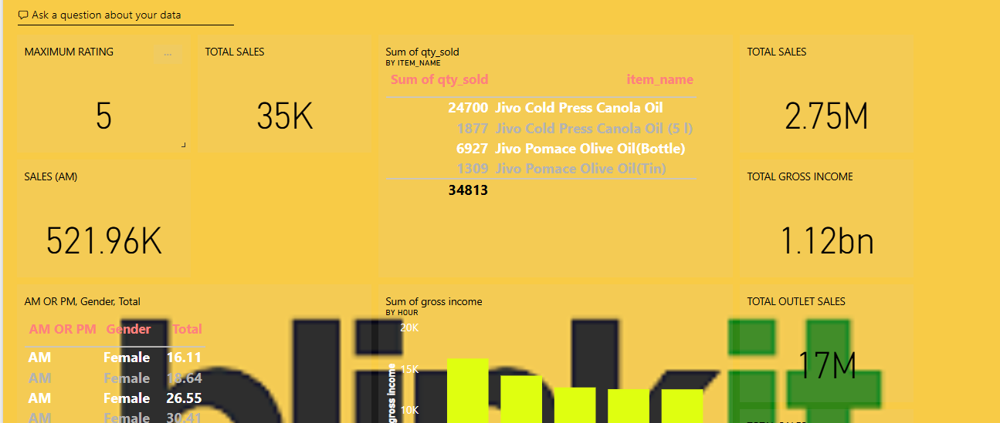 Ask a question about your data
MAXIMUM RATING
...
5
TOTAL SALES
35K
Sum of qty_sold
BY ITEM_NAME
Sum of qty_sold item_name
24700 Jivo Cold Press Canola Oil
1877 Jivo Cold Press Canola Oil (5 l)
6927 Jivo Pomace Olive Oil(Bottle)
1309 Jivo Pomace Olive Oil(Tin)
34813
TOTAL SALES
2.75M
SALES (AM)
521.96K
TOTAL GROSS INCOME
1.12bn
AM OR PM, Gender, Total
AM OR PM Gender Total
AM Female 16.11
AM Female 18.64
AM Female 26.55
AM Female 30.41
Sum of gross income
BY HOUR
20K
15K
10K
gross income
TOTAL OUTLET SALES
17M
blinkit
TOTAL SALES